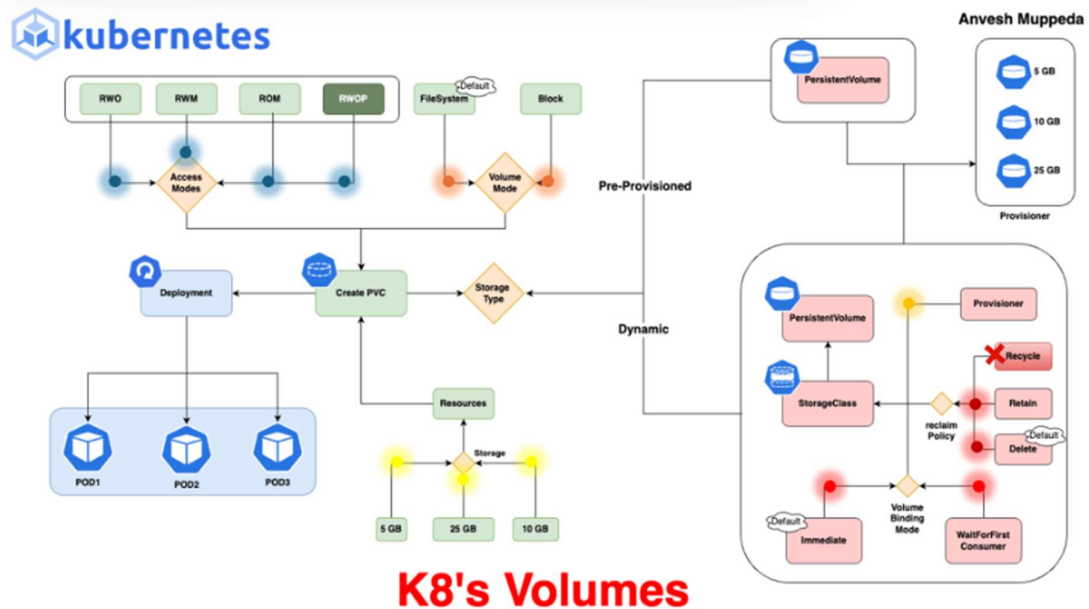 kubernetes
Anvesh Muppeda
RWO
RWM
ROM
RWOP
FileSystem
Default
Block
PersistentVolume
5 GB
10 GB
25 GB
Provisioner
Access
Modes
Volume
Mode
Pre-Provisioned
Deployment
Create PVC
Storage
Type
Dynamic
PersistentVolume
Provisioner
Recycle
StorageClass
Retain
reclaim
Policy
Default
Delete
Resources
Storage
POD1
POD2
POD3
5 GB
25 GB
10 GB
Default
Immediate
Volume
Binding
Mode
WaitForFirst
Consumer
K8's Volumes